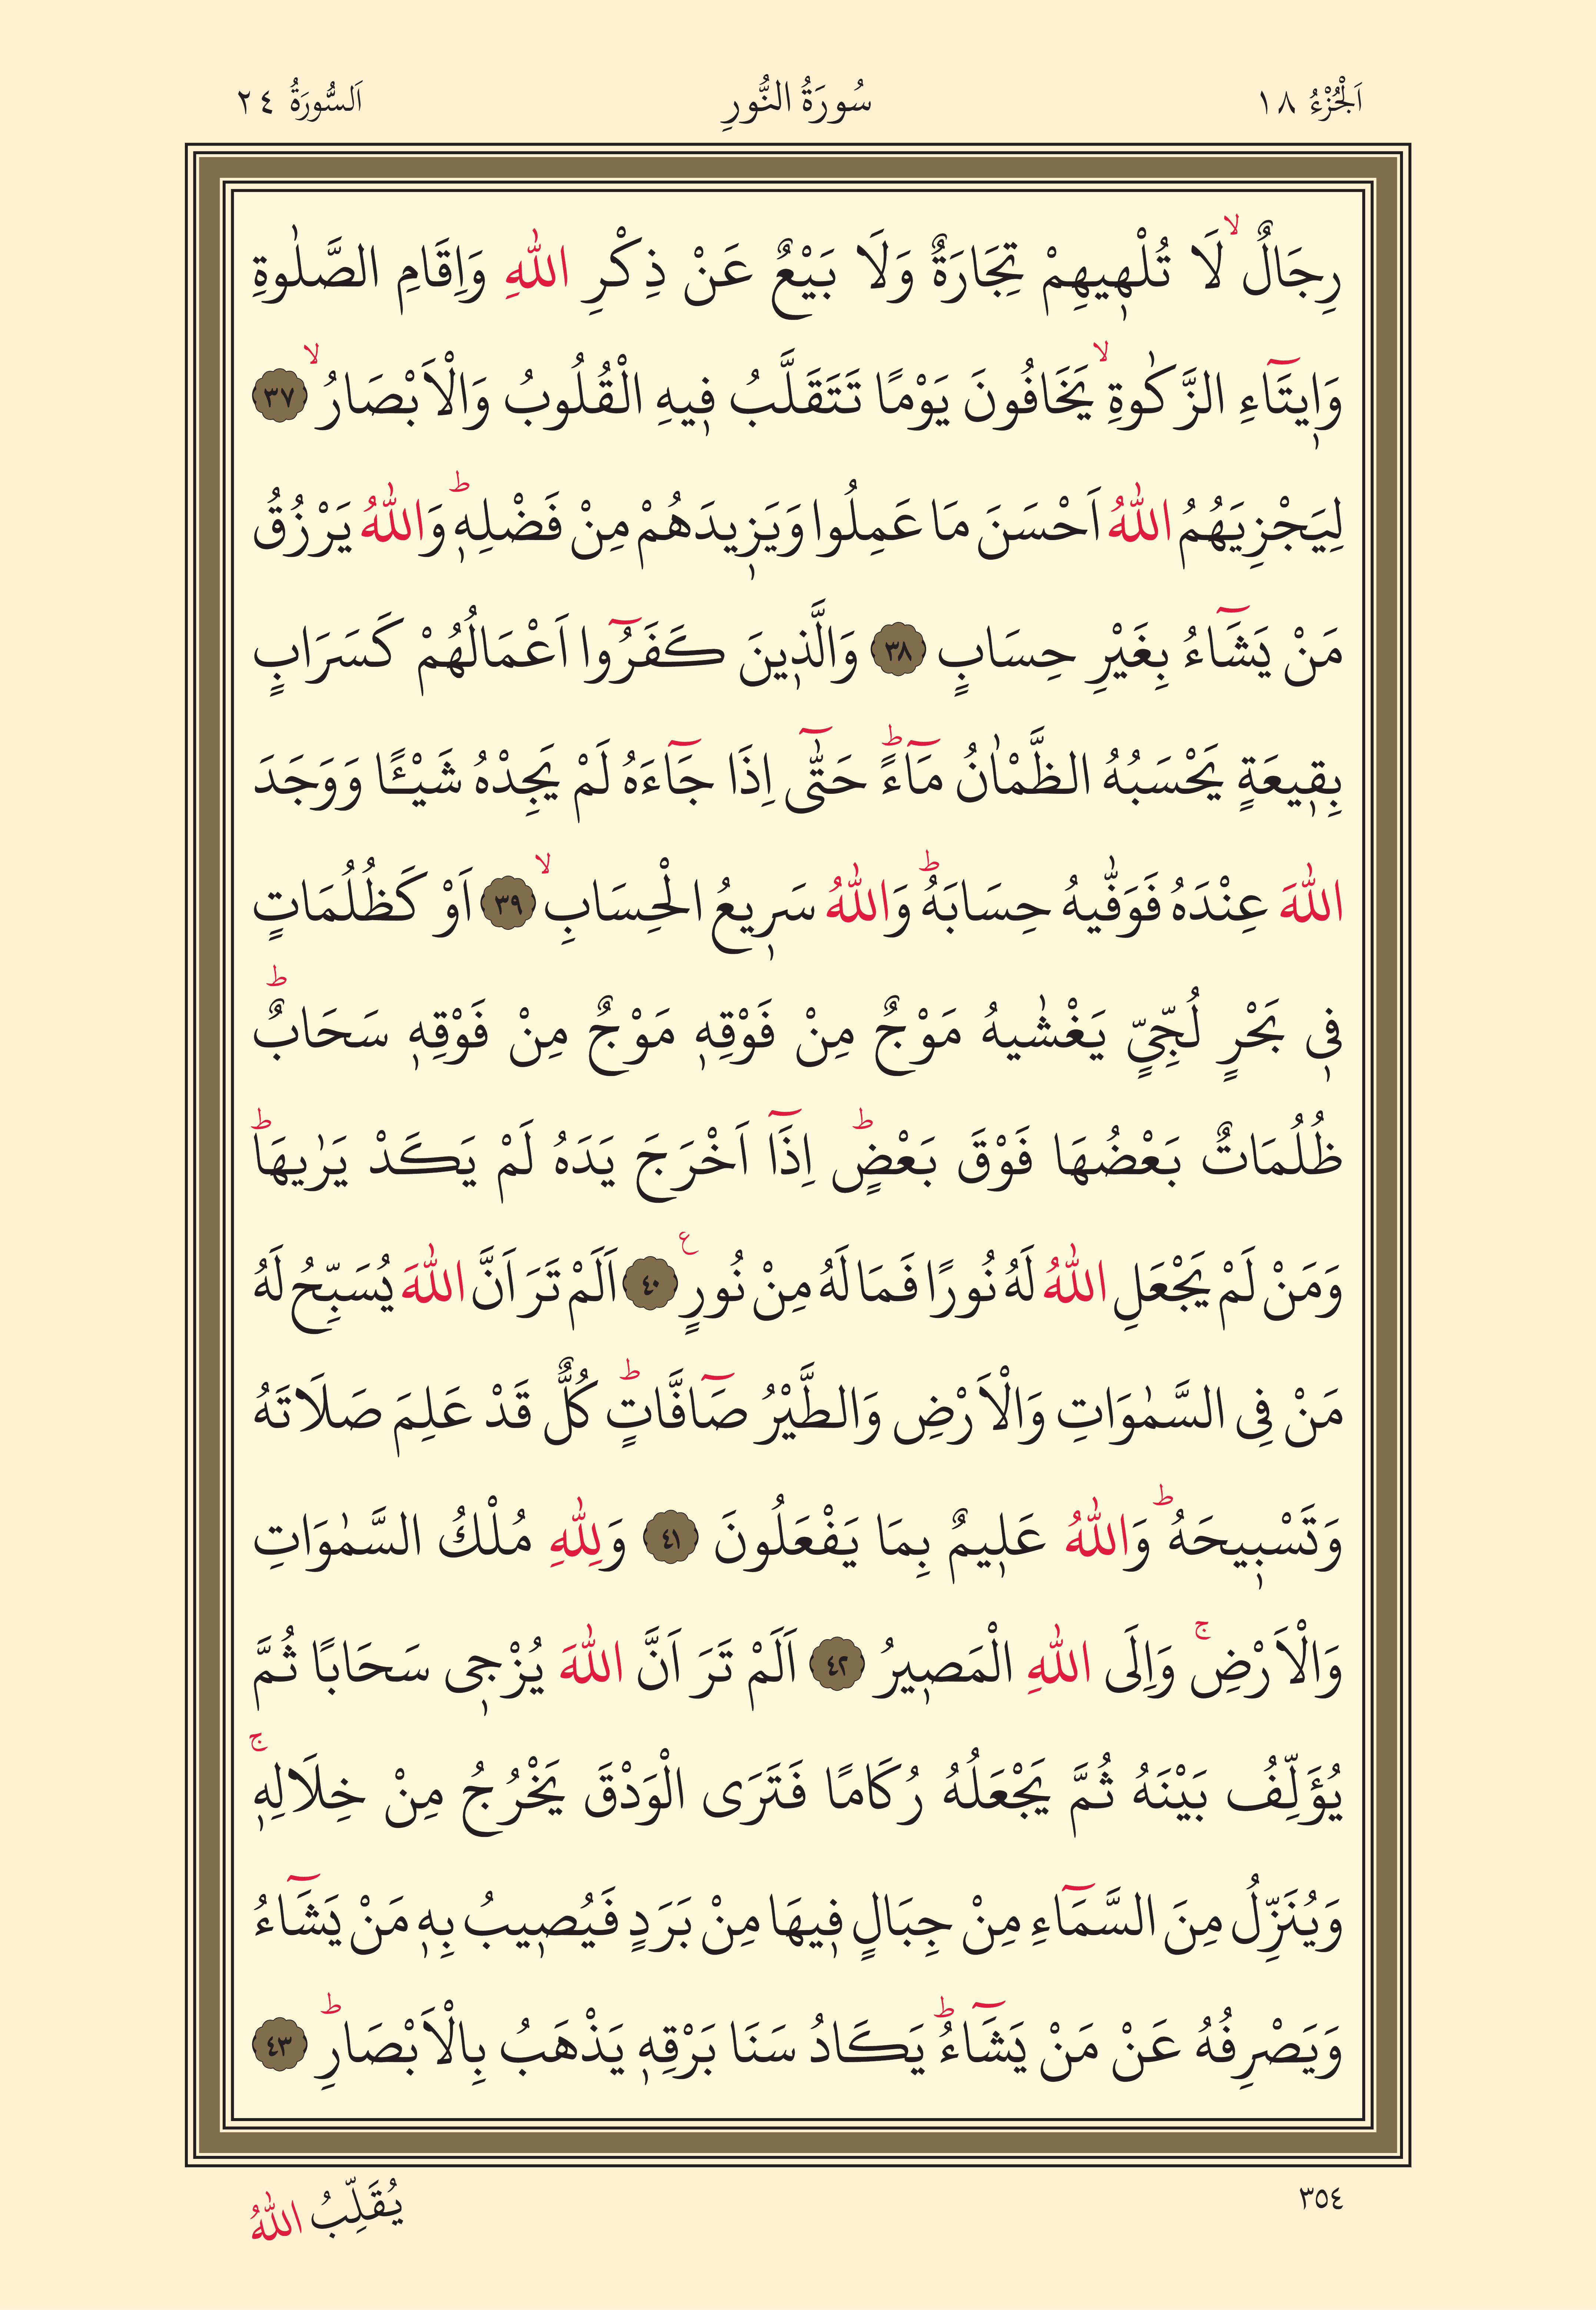 اَلْجُزْءُ ١٨ سُورَةُ النُّورِ اَلسُّورَةُ ٢٤
رِجَالٌۙ لَا تُلْه۪يهِمْ تِجَارَةٌ وَلَا بَيْعٌ عَنْ ذِكْرِ اللّٰهِ وَاِقَامِ الصَّلٰوةِ
وَا۪يتَٓاءِ الزَّكٰوةِۙ يَخَافُونَ يَوْمًا تَتَقَلَّبُ ف۪يهِ الْقُلُوبُ وَالْاَبْصَارُۙ ﴿٣٧﴾
لِيَجْزِيَهُمُ اللّٰهُ اَحْسَنَ مَا عَمِلُوا وَيَز۪يدَهُمْ مِنْ فَضْلِه۪ۜ وَاللّٰهُ يَرْزُقُ
مَنْ يَشَٓاءُ بِغَيْرِ حِسَابٍ ﴿٣٨﴾ وَالَّذ۪ينَ كَفَرُٓوا اَعْمَالُهُمْ كَسَرَابٍ
بِق۪يعَةٍ يَحْسَبُهُ الظَّمْاٰنُ مَٓاءًۜ حَتّٰٓى اِذَا جَٓاءَهُ لَمْ يَجِدْهُ شَيْـًٔا وَوَجَدَ
اللّٰهَ عِنْدَهُ فَوَفّٰيهُ حِسَابَهُۜ وَاللّٰهُ سَر۪يعُ الْحِسَابِۙ ﴿٣٩﴾ اَوْ كَظُلُمَاتٍ
ف۪ي بَحْرٍ لُجِّيٍّ يَغْشٰيهُ مَوْجٌ مِنْ فَوْقِه۪ مَوْجٌ مِنْ فَوْقِه۪ سَحَابٌۜ
ظُلُمَاتٌ بَعْضُهَا فَوْقَ بَعْضٍۜ اِذَٓا اَخْرَجَ يَدَهُ لَمْ يَكَدْ يَرٰيهَاۜ
وَمَنْ لَمْ يَجْعَلِ اللّٰهُ لَهُ نُورًا فَمَا لَهُ مِنْ نُورٍ۟ ﴿٤٠﴾ اَلَمْ تَرَ اَنَّ اللّٰهَ يُسَبِّحُ لَهُ
مَنْ فِى السَّمٰوَاتِ وَالْاَرْضِ وَالطَّيْرُ صَٓافَّاتٍۜ كُلٌّ قَدْ عَلِمَ صَلَاتَهُ
وَتَسْب۪يحَهُۜ وَاللّٰهُ عَل۪يمٌ بِمَا يَفْعَلُونَ ﴿٤١﴾ وَلِلّٰهِ مُلْكُ السَّمٰوَاتِ
وَالْاَرْضِۚ وَاِلَى اللّٰهِ الْمَص۪يرُ ﴿٤٢﴾ اَلَمْ تَرَ اَنَّ اللّٰهَ يُزْج۪ي سَحَابًا ثُمَّ
يُؤَلِّفُ بَيْنَهُ ثُمَّ يَجْعَلُهُ رُكَامًا فَتَرَى الْوَدْقَ يَخْرُجُ مِنْ خِلَالِه۪ۚ
وَيُنَزِّلُ مِنَ السَّمَٓاءِ مِنْ جِبَالٍ ف۪يهَا مِنْ بَرَدٍ فَيُص۪يبُ بِه۪ مَنْ يَشَٓاءُ
وَيَصْرِفُهُ عَنْ مَنْ يَشَٓاءُۜ يَكَادُ سَنَا بَرْقِه۪ يَذْهَبُ بِالْاَبْصَارِۜ ﴿٤٣﴾
٣٥٤ يُقَلِّبُ اللّٰهُ